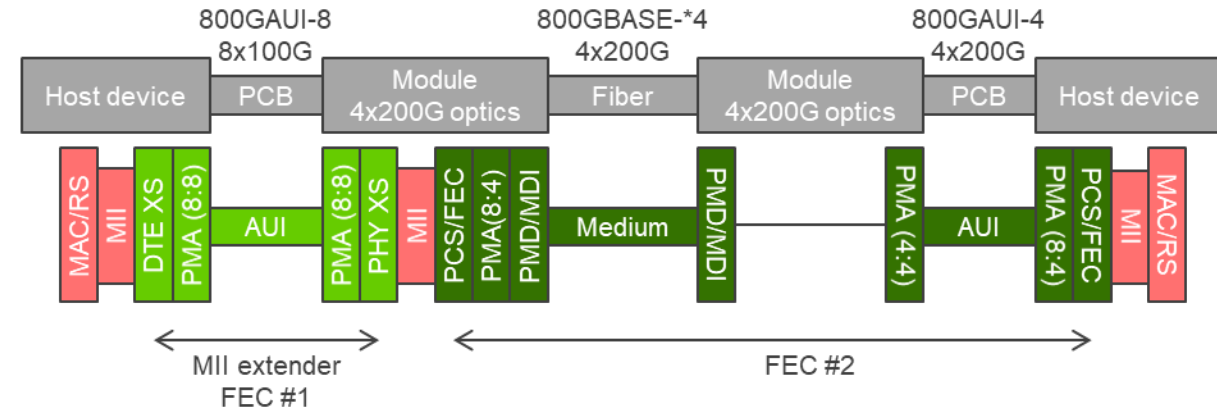 800GAUI-8
8x100G
800GBASE-*4
4x200G
800GAUI-4
4x200G
Host device
PCB
Module
4x200G optics
Fiber
Module
4x200G optics
PCB
Host device
MAC/RS
MII
DTE XS
PMA (8:8)
AUI
PMA (8:8)
PHY XS
MII
PCS/FEC
PMA(8:4)
PMD/MDI
Medium
PMD/MDI
PMA (4:4)
AUI
PMA (8:4)
PCS/FEC
MII
MAC/RS
MII extender
FEC #1
FEC #2